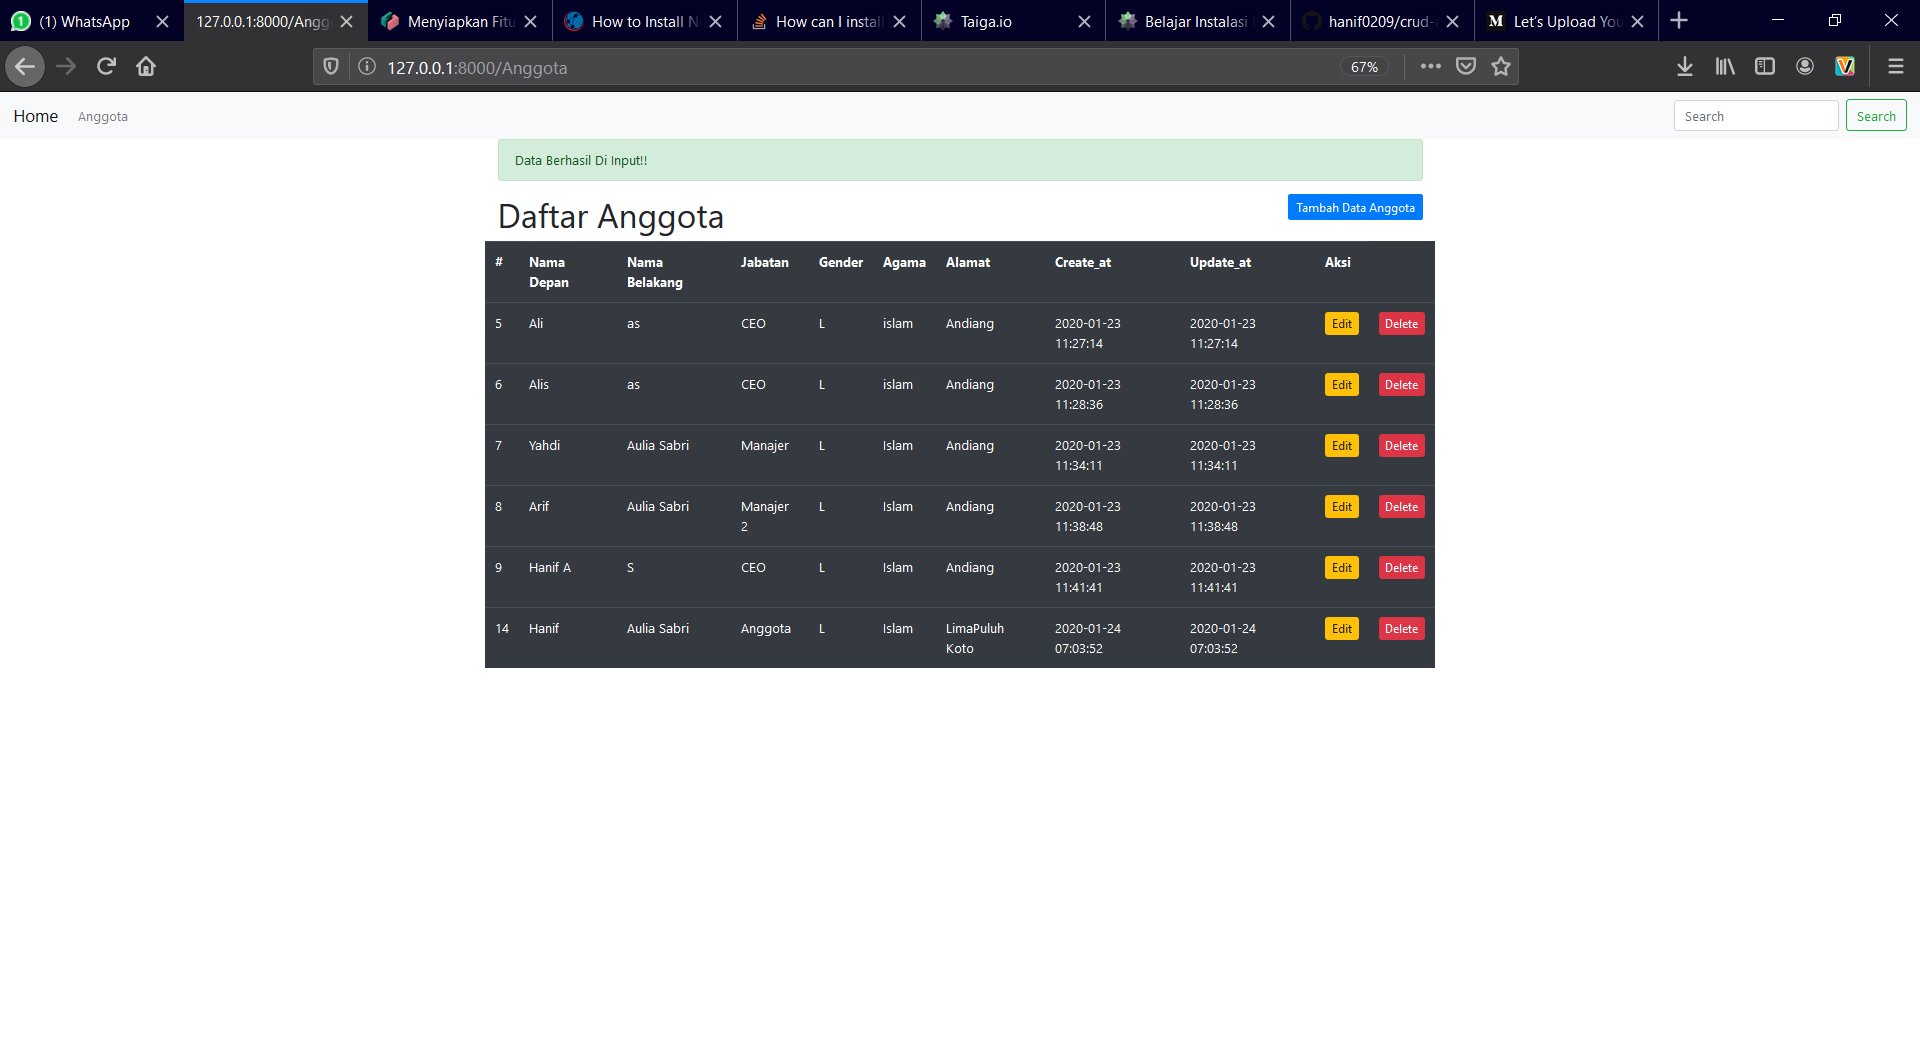 (1) WhatsApp
127.0.0.1:8000/Angg
Menyiapkan Fitu
How to Install N
How can I install
Taiga.io
Belajar Instalasi
hanif0209/crud-
Let's Upload You
127.0.0.1:8000/Anggota
67%
Home Anggota
Search Search
Data Berhasil Di Input!!
Daftar Anggota
Tambah Data Anggota
# Nama Depan Nama Belakang Jabatan Gender Agama Alamat Create_at Update_at Aksi
5 Ali as CEO L islam Andiang 2020-01-23 11:27:14 2020-01-23 11:27:14 Edit Delete
6 Alis as CEO L islam Andiang 2020-01-23 11:28:36 2020-01-23 11:28:36 Edit Delete
7 Yahdi Aulia Sabri Manajer L Islam Andiang 2020-01-23 11:34:11 2020-01-23 11:34:11 Edit Delete
8 Arif Aulia Sabri Manajer 2 L Islam Andiang 2020-01-23 11:38:48 2020-01-23 11:38:48 Edit Delete
9 Hanif A S CEO L Islam Andiang 2020-01-23 11:41:41 2020-01-23 11:41:41 Edit Delete
14 Hanif Aulia Sabri Anggota L Islam LimaPuluh Koto 2020-01-24 07:03:52 2020-01-24 07:03:52 Edit Delete